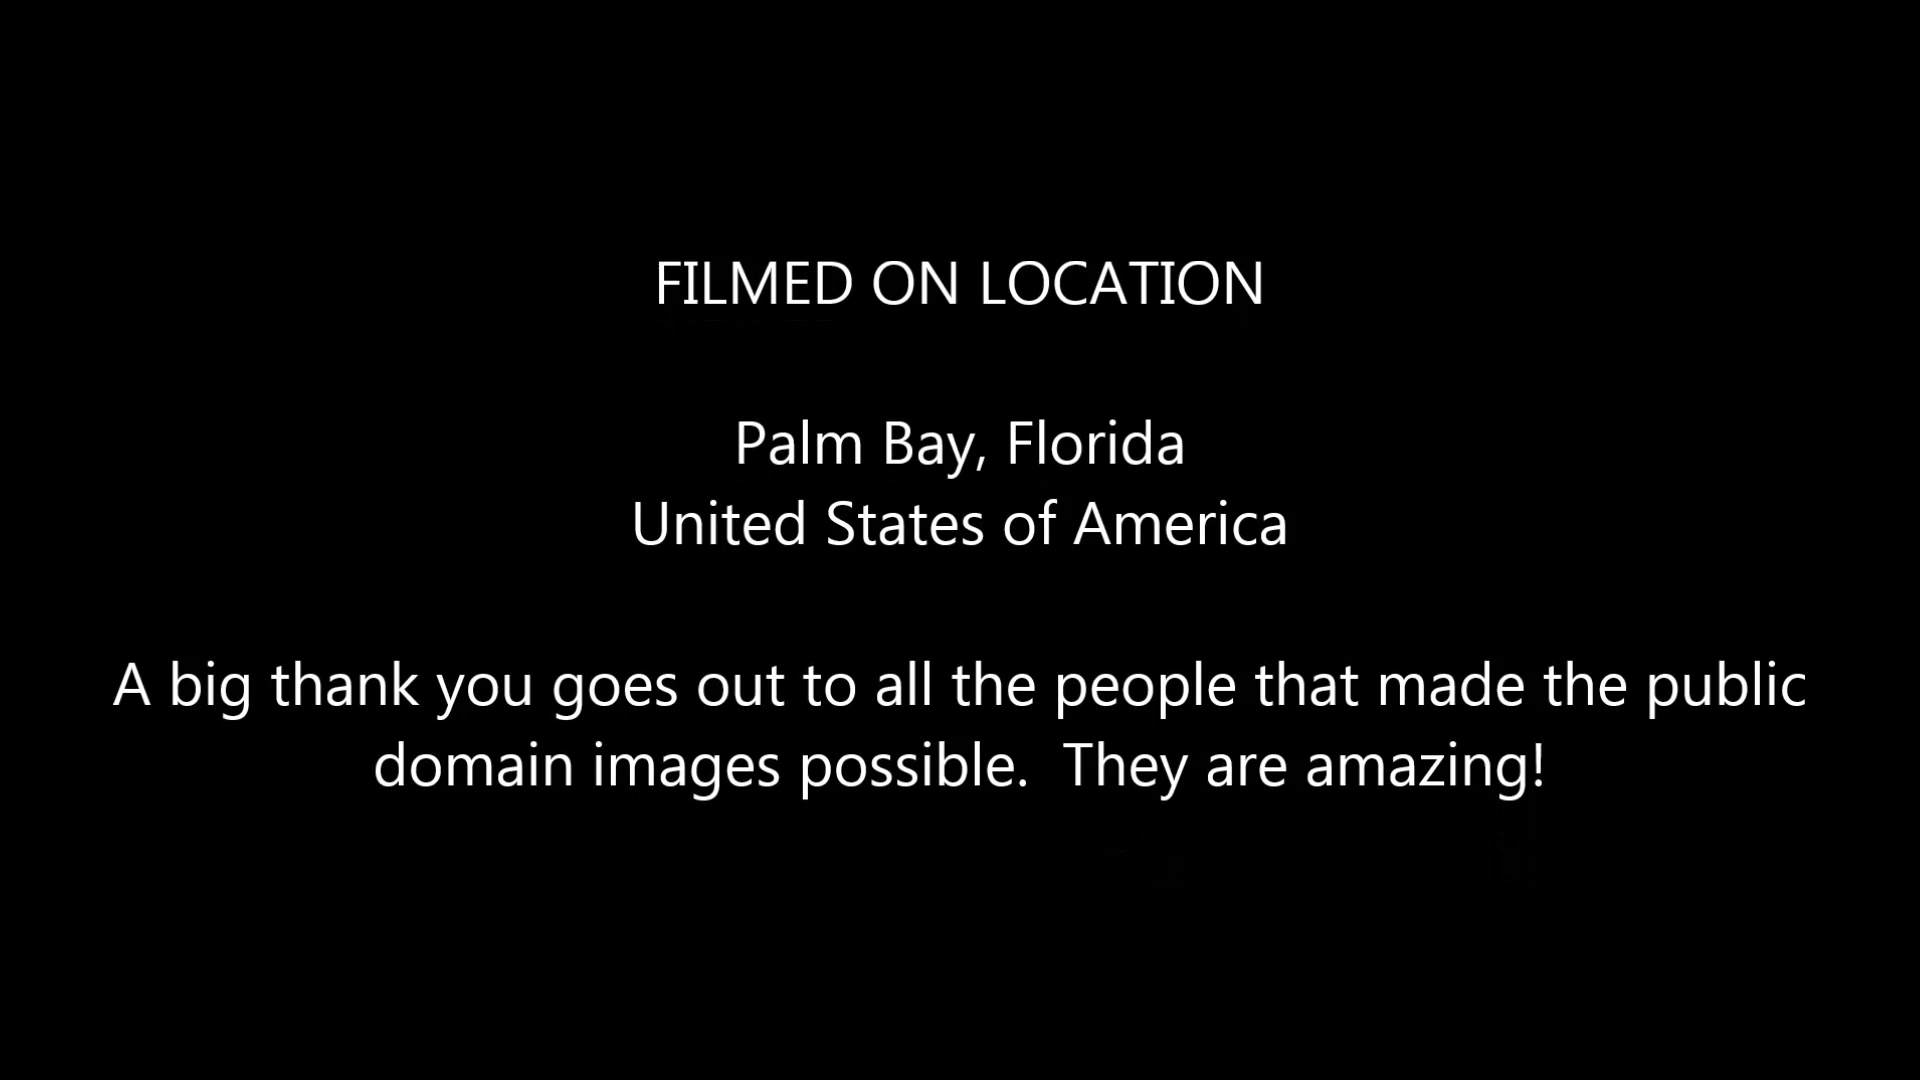 FILMED ON LOCATION
Palm Bay, Florida
United States of America
A big thank you goes out to all the people that made the public
domain images possible.  They are amazing!